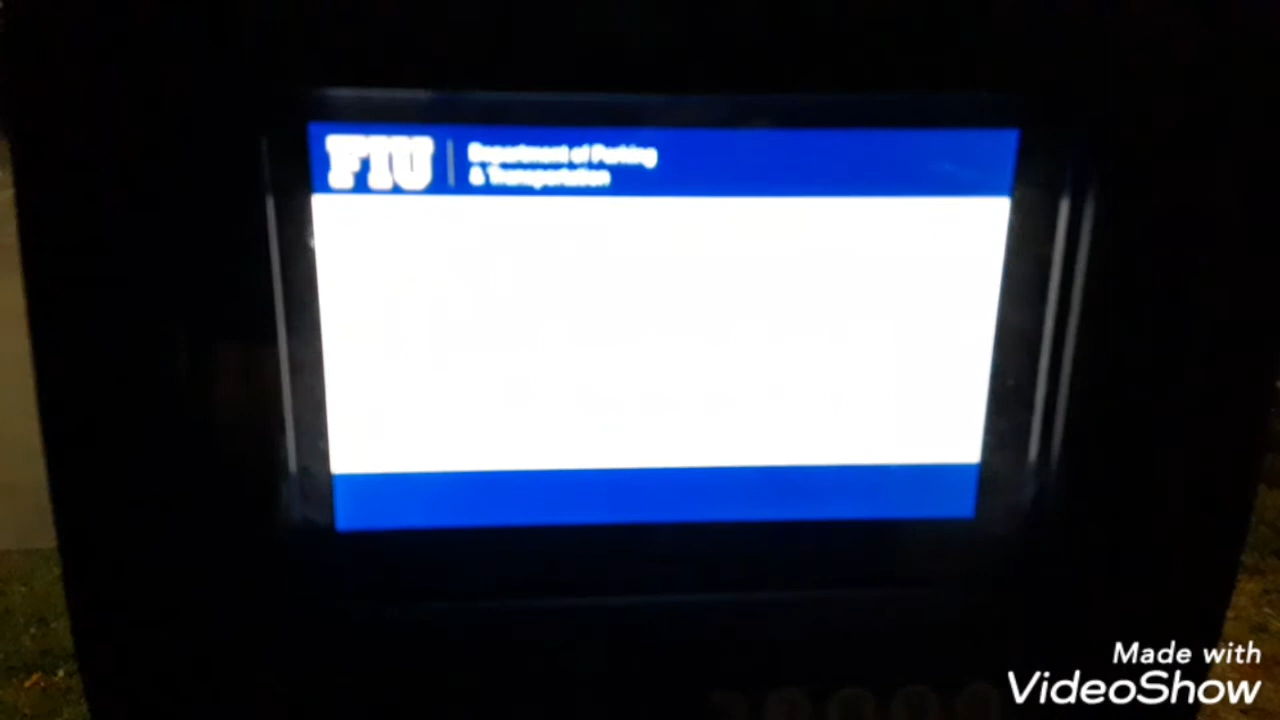 FIU
Department of Parking
& Transportation
Made with
VideoShow